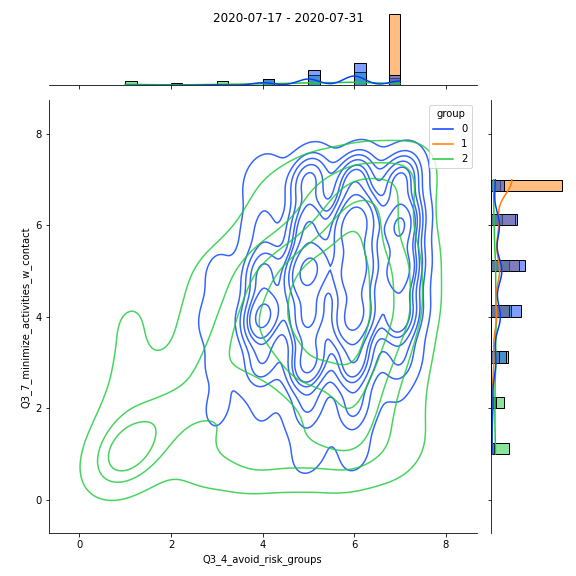 2020-07-17 - 2020-07-31
group
0
1
2
8
6
4
2
0
Q3_7_minimize_activities_w_contact
0 2 4 6 8
Q3_4_avoid_risk_groups